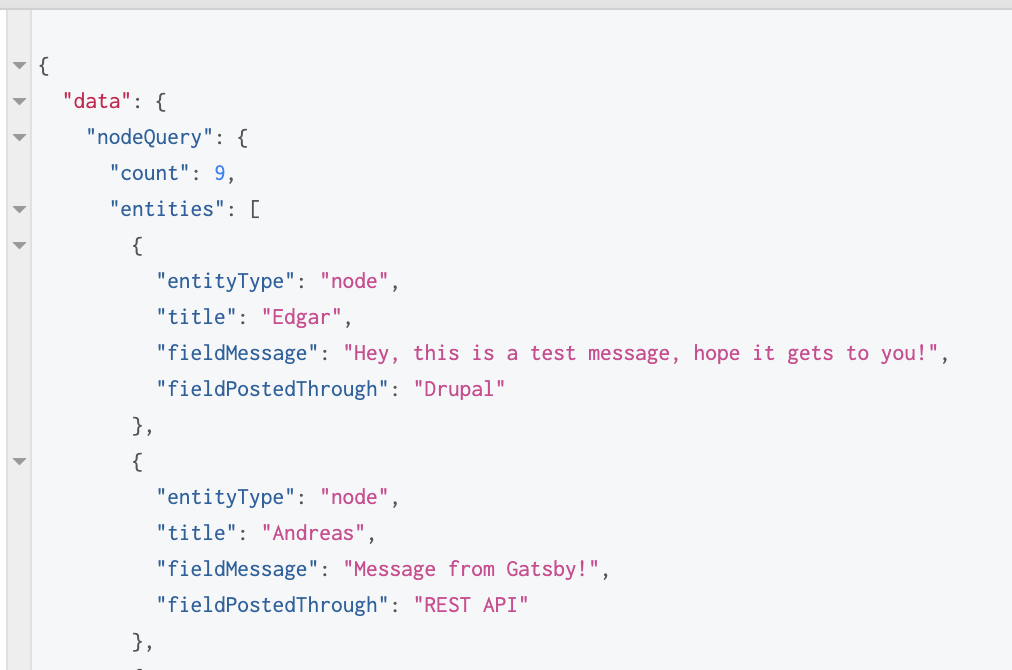 {
"data": {
"nodeQuery": {
"count": 9,
"entities": [
{
"entityType": "node",
"title": "Edgar",
"fieldMessage": "Hey, this is a test message, hope it gets to you!",
"fieldPostedThrough": "Drupal"
},
{
"entityType": "node",
"title": "Andreas",
"fieldMessage": "Message from Gatsby!",
"fieldPostedThrough": "REST API"
},